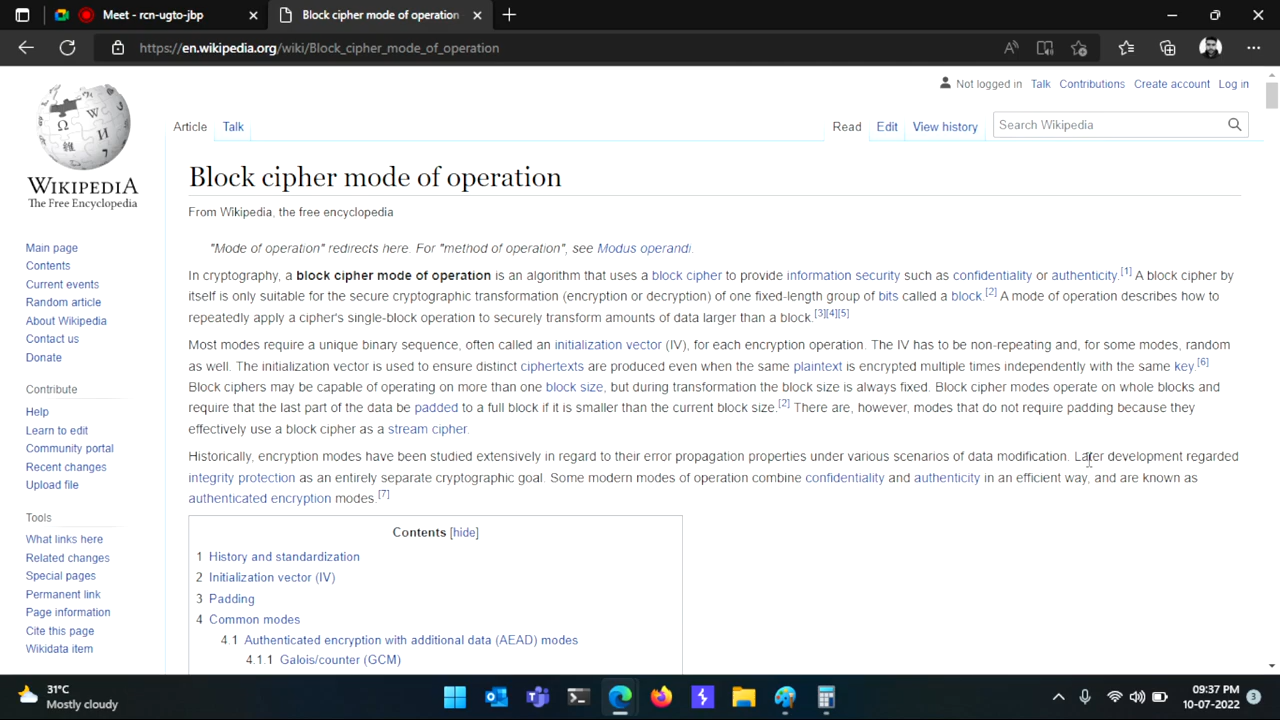 Meet - rcn-ugto-jbp
Block cipher mode of operation
https://en.wikipedia.org/wiki/Block_cipher_mode_of_operation
Not logged in Talk Contributions Create account Log in
Article Talk Read Edit View history Search Wikipedia
WIKIPEDIA
The Free Encyclopedia
Main page
Contents
Current events
Random article
About Wikipedia
Contact us
Donate
Contribute
Help
Learn to edit
Community portal
Recent changes
Upload file
Tools
What links here
Related changes
Special pages
Permanent link
Page information
Cite this page
Wikidata item
Block cipher mode of operation
From Wikipedia, the free encyclopedia
"Mode of operation" redirects here. For "method of operation", see Modus operandi.
In cryptography, a block cipher mode of operation is an algorithm that uses a block cipher to provide information security such as confidentiality or authenticity.[1] A block cipher by
itself is only suitable for the secure cryptographic transformation (encryption or decryption) of one fixed-length group of bits called a block.[2] A mode of operation describes how to
repeatedly apply a cipher's single-block operation to securely transform amounts of data larger than a block.[3][4][5]
Most modes require a unique binary sequence, often called an initialization vector (IV), for each encryption operation. The IV has to be non-repeating and, for some modes, random
as well. The initialization vector is used to ensure distinct ciphertexts are produced even when the same plaintext is encrypted multiple times independently with the same key.[6]
Block ciphers may be capable of operating on more than one block size, but during transformation the block size is always fixed. Block cipher modes operate on whole blocks and
require that the last part of the data be padded to a full block if it is smaller than the current block size.[2] There are, however, modes that do not require padding because they
effectively use a block cipher as a stream cipher.
Historically, encryption modes have been studied extensively in regard to their error propagation properties under various scenarios of data modification. Later development regarded
integrity protection as an entirely separate cryptographic goal. Some modern modes of operation combine confidentiality and authenticity in an efficient way, and are known as
authenticated encryption modes.[7]
Contents [hide]
1 History and standardization
2 Initialization vector (IV)
3 Padding
4 Common modes
4.1 Authenticated encryption with additional data (AEAD) modes
4.1.1 Galois/counter (GCM)
31°C
Mostly cloudy
09:37 PM
10-07-2022
3